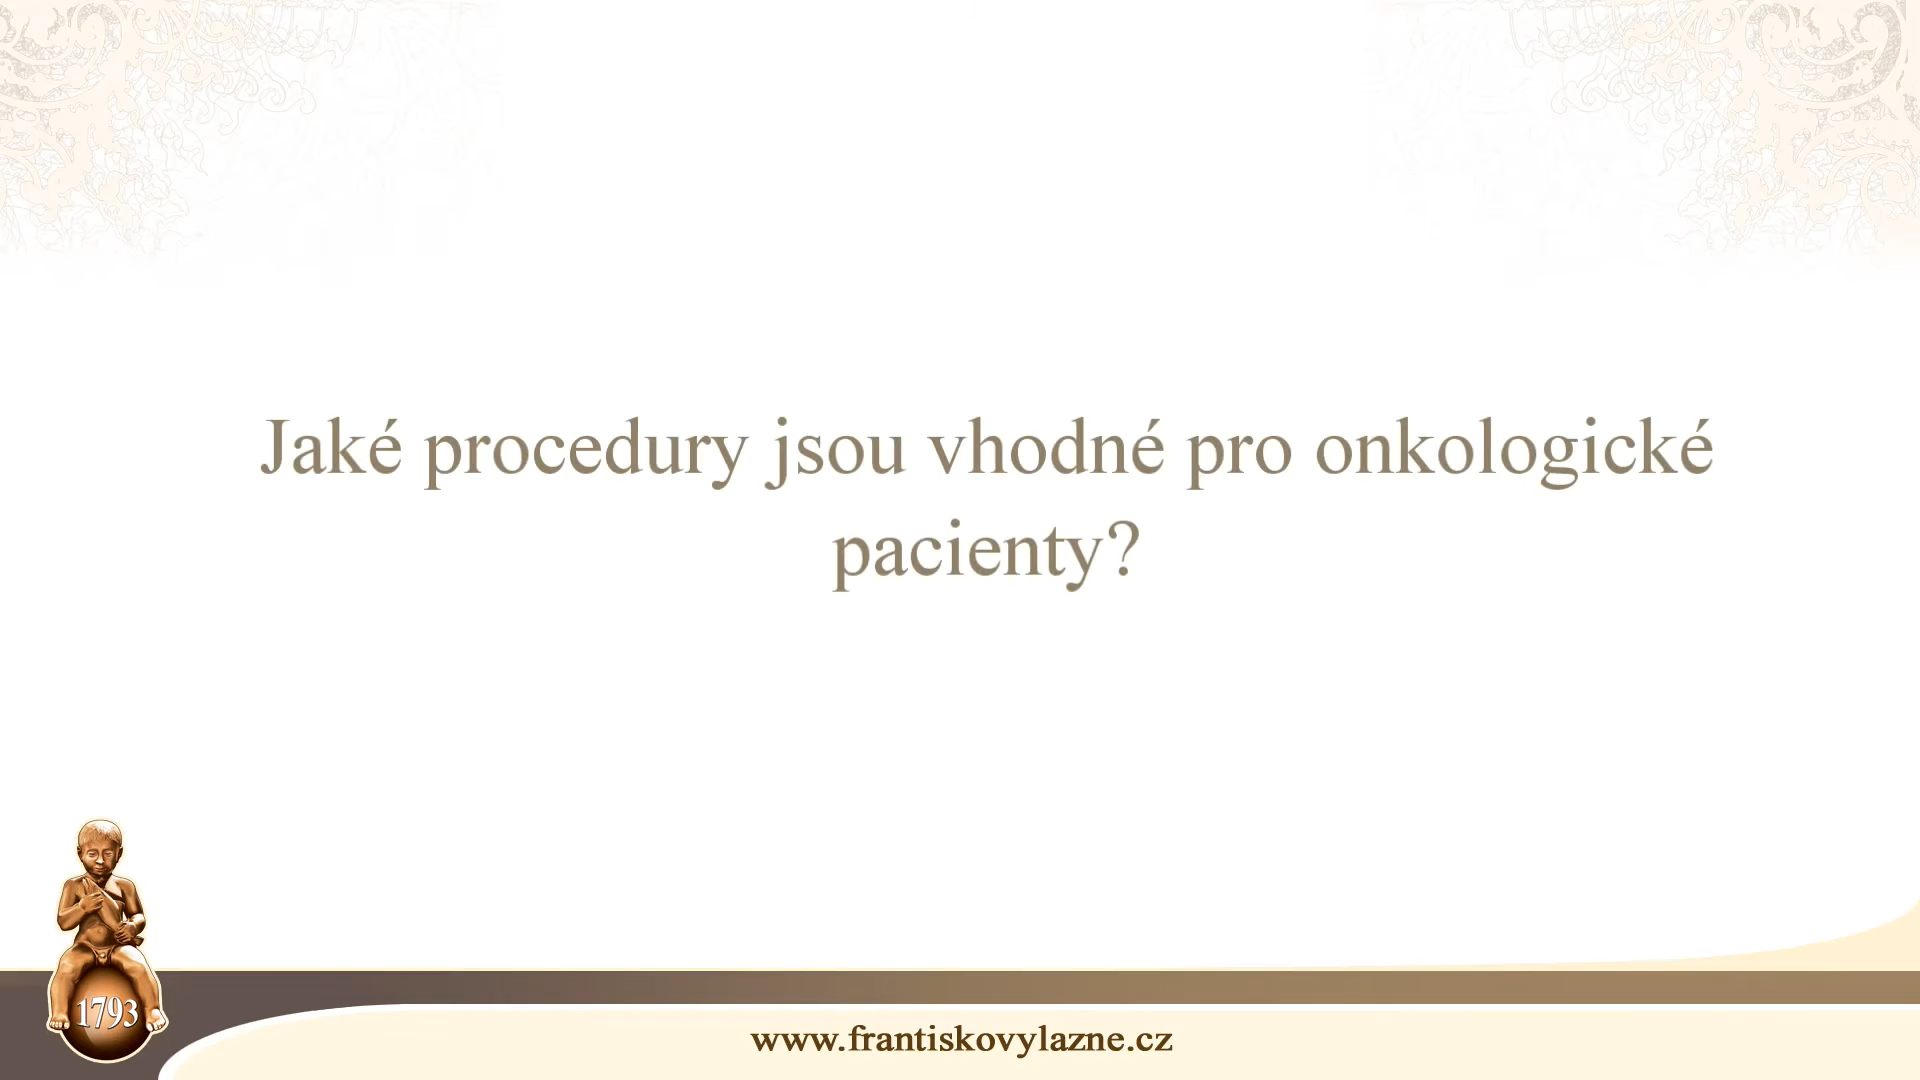 Jaké procedury jsou vhodné pro onkologické
pacienty?
1793
www.frantiskovylazne.cz